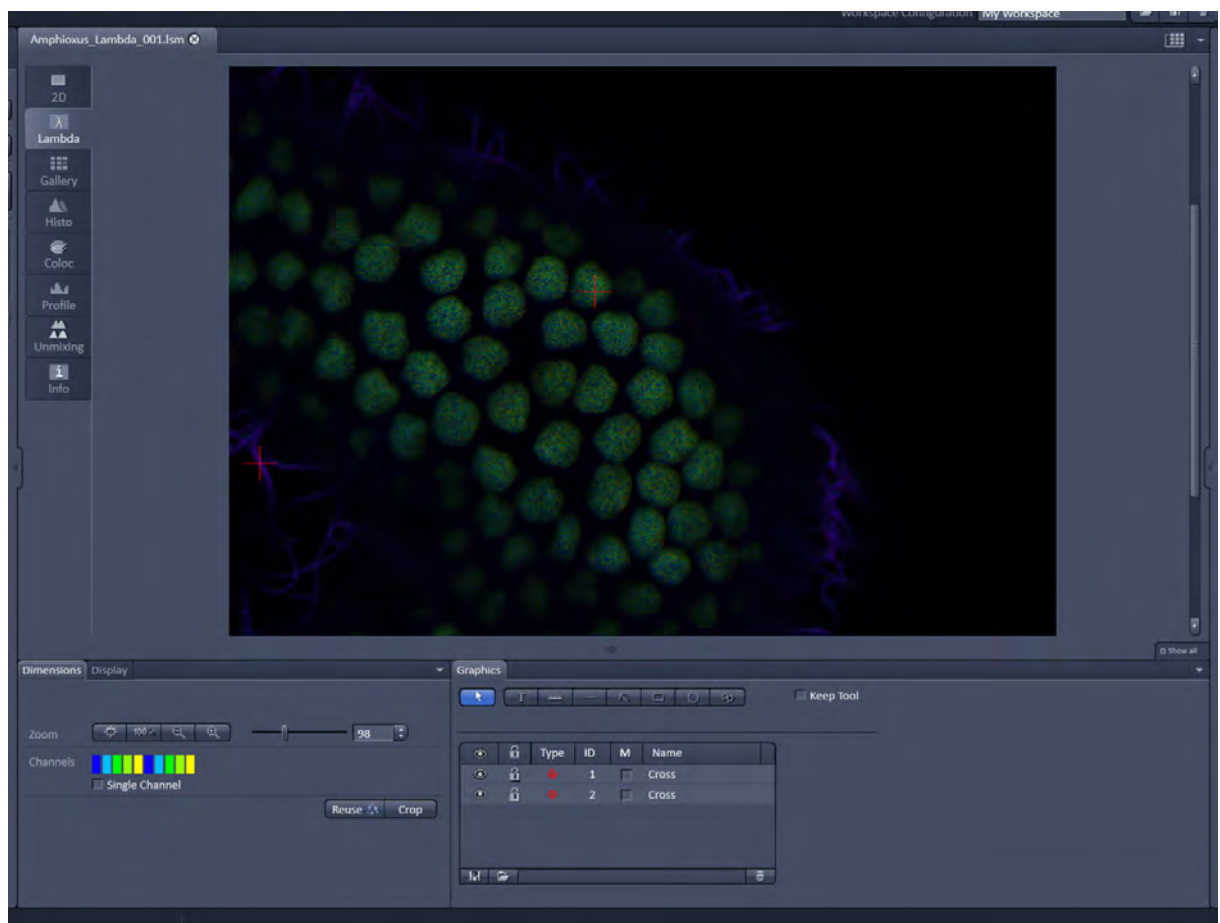 Workspace Configuration My Workspace
Amphioxus_Lambda_001.lsm
2D
λ
Lambda
Gallery
Histo
Coloc
Profile
Unmixing
i
Info
Show all
Dimensions Display
Graphics
T
Keep Tool
Zoom 100% 98
Type ID M Name
Channels
1 Cross
Single Channel
2 Cross
Reuse Crop